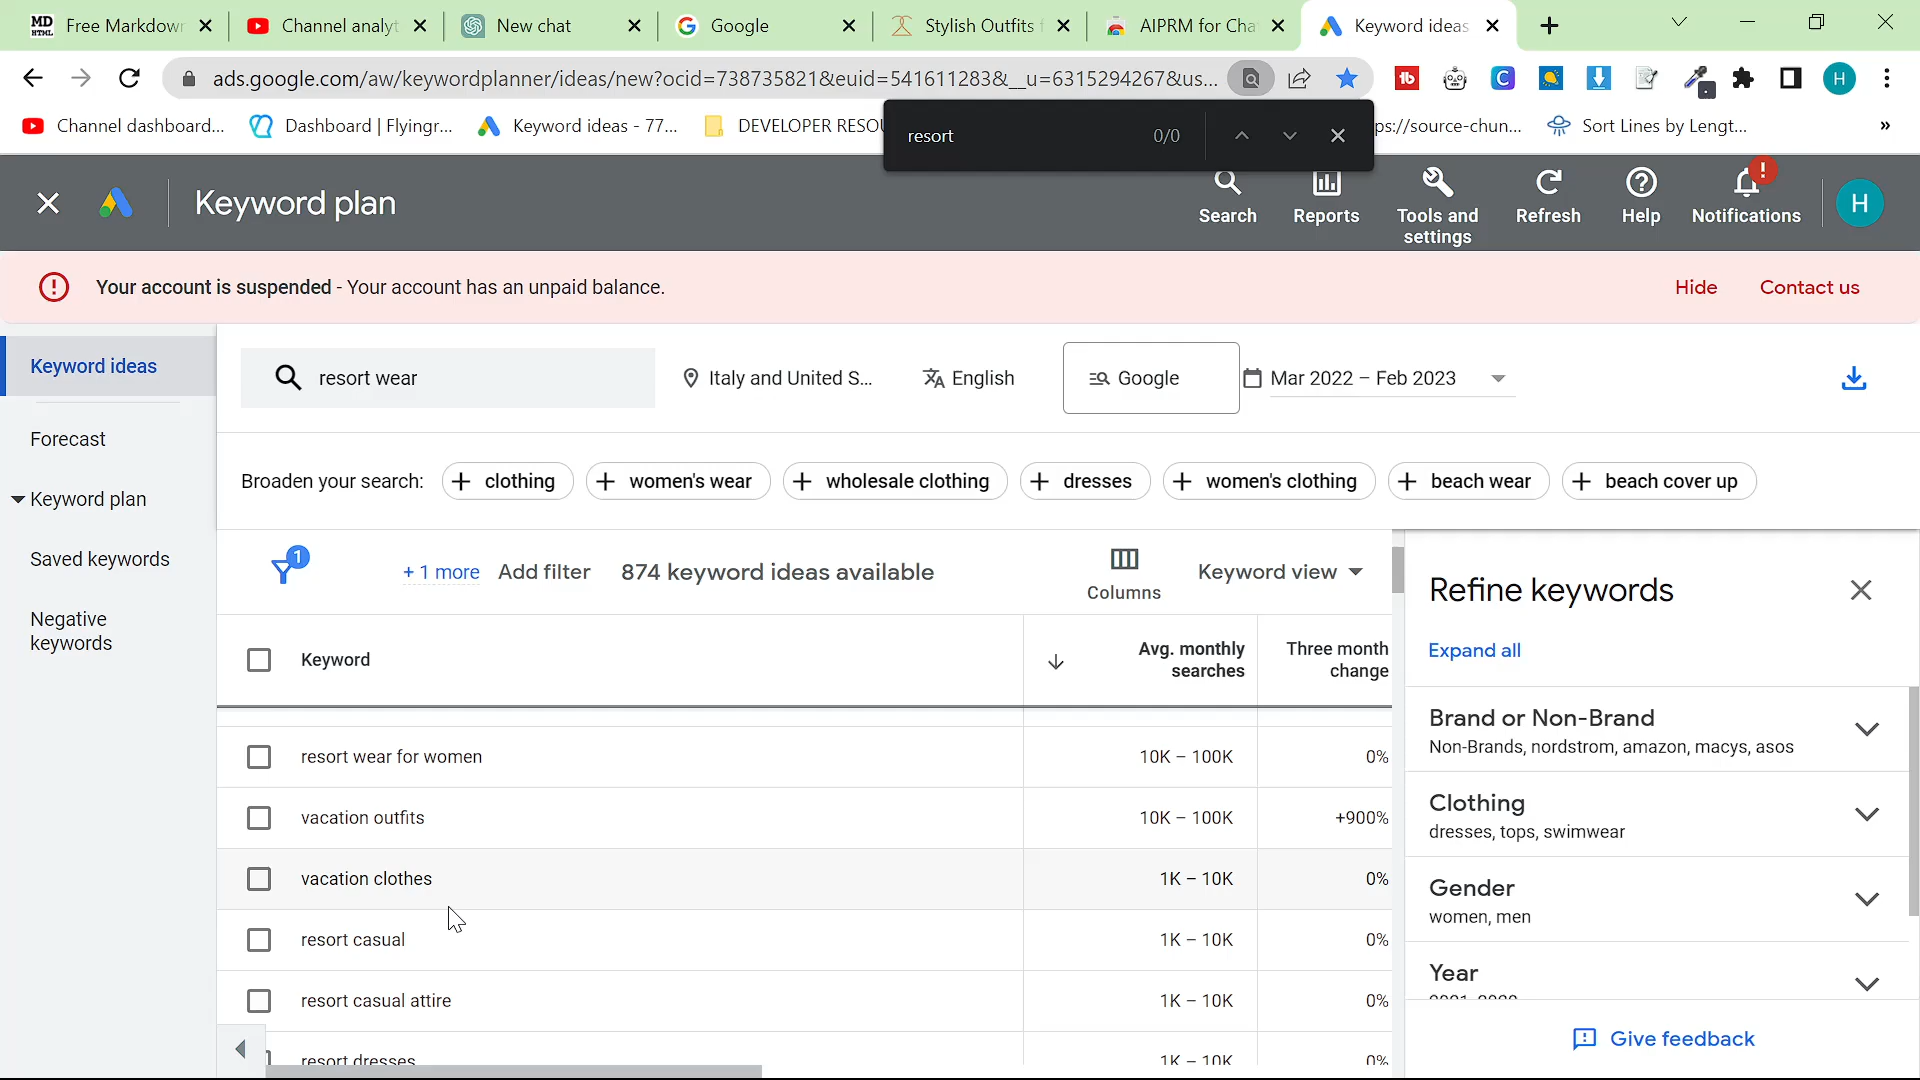 MD HTML Free Markdown
Channel analyt
New chat
Google
Stylish Outfits f
AIPRM for Cha
Keyword ideas
ads.google.com/aw/keywordplanner/ideas/new?ocid=738735821&euid=541611283&__u=6315294267&us...
Channel dashboard...
Dashboard | Flyingr...
Keyword ideas - 77...
DEVELOPER RESOU
ps://source-chun...
Sort Lines by Lengt...
»
resort
0/0
Keyword plan
Search
Reports
Tools and
settings
Refresh
Help
Notifications
H
Your account is suspended - Your account has an unpaid balance.
Hide
Contact us
Keyword ideas
Forecast
Keyword plan
Saved keywords
Negative
keywords
resort wear
Italy and United S...
English
Google
Mar 2022 – Feb 2023
Broaden your search:
clothing
women's wear
wholesale clothing
dresses
women's clothing
beach wear
beach cover up
1
+ 1 more
Add filter
874 keyword ideas available
Columns
Keyword view
Keyword
Avg. monthly
searches
Three month
change
resort wear for women 10K – 100K 0%
vacation outfits 10K – 100K +900%
vacation clothes 1K – 10K 0%
resort casual 1K – 10K 0%
resort casual attire 1K – 10K 0%
resort dresses 1K – 10K 0%
Refine keywords
Expand all
Brand or Non-Brand
Non-Brands, nordstrom, amazon, macys, asos
Clothing
dresses, tops, swimwear
Gender
women, men
Year
Give feedback